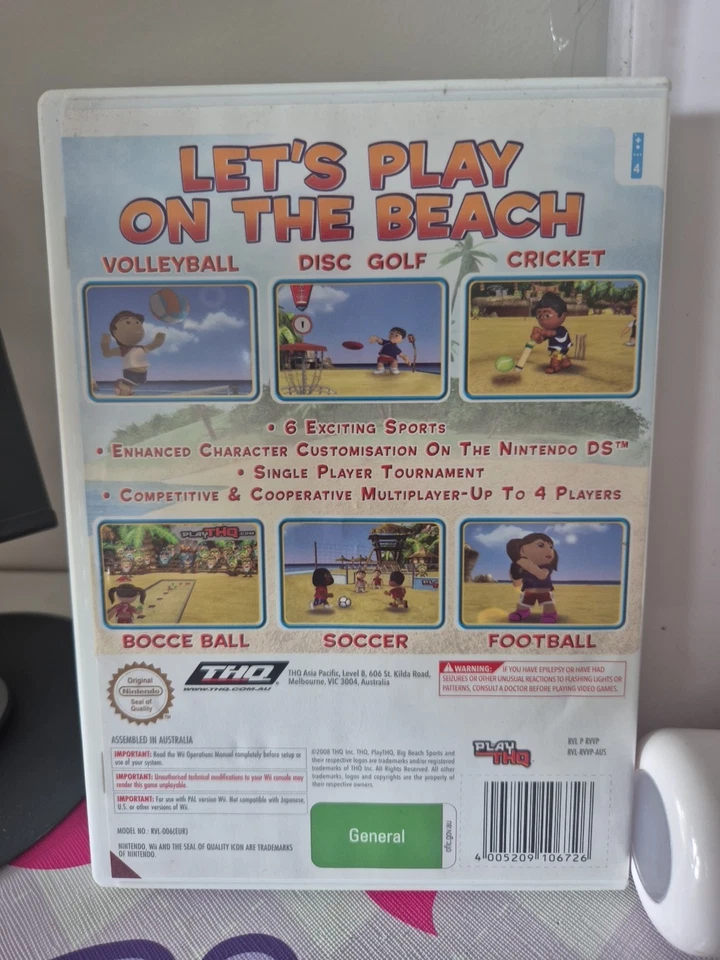 4
LET'S PLAY
ON THE BEACH
VOLLEYBALL
DISC GOLF
CRICKET
• 6 EXCITING SPORTS
• ENHANCED CHARACTER CUSTOMISATION ON THE NINTENDO DS™
• SINGLE PLAYER TOURNAMENT
• COMPETITIVE & COOPERATIVE MULTIPLAYER-UP TO 4 PLAYERS
PLAYTHQ.COM
BOCCE BALL
SOCCER
FOOTBALL
Original
Nintendo
Seal of
Quality
THQ
WWW.THQ.COM.AU
THQ Asia Pacific, Level 8, 606 St. Kilda Road,
Melbourne, VIC 3004, Australia
WARNING: IF YOU HAVE EPILEPSY OR HAVE HAD
SEIZURES OR OTHER UNUSUAL REACTIONS TO FLASHING LIGHTS OR
PATTERNS, CONSULT A DOCTOR BEFORE PLAYING VIDEO GAMES.
ASSEMBLED IN AUSTRALIA
IMPORTANT: Read the Wii Operations Manual completely before setup or
use of your system.
IMPORTANT: Unauthorised technical modifications to your Wii console may
render this game unplayable.
IMPORTANT: For use with PAL version Wii. Not compatible with Japanese,
U.S. or other versions of Wii.
MODEL NO : RVL-006(EUR)
NINTENDO, Wii AND THE SEAL OF QUALITY ICON ARE TRADEMARKS
OF NINTENDO.
©2008 THQ Inc. THQ, PlayTHQ, Big Beach Sports and
their respective logos are trademarks and/or registered
trademarks of THQ Inc. All Rights Reserved. All other
trademarks, logos and copyrights are the property of
their respective owners.
General
oflc.gov.au
PLAY
THQ
RVL P-RVVP
RVL-RVVP-AUS
4 005209 106726